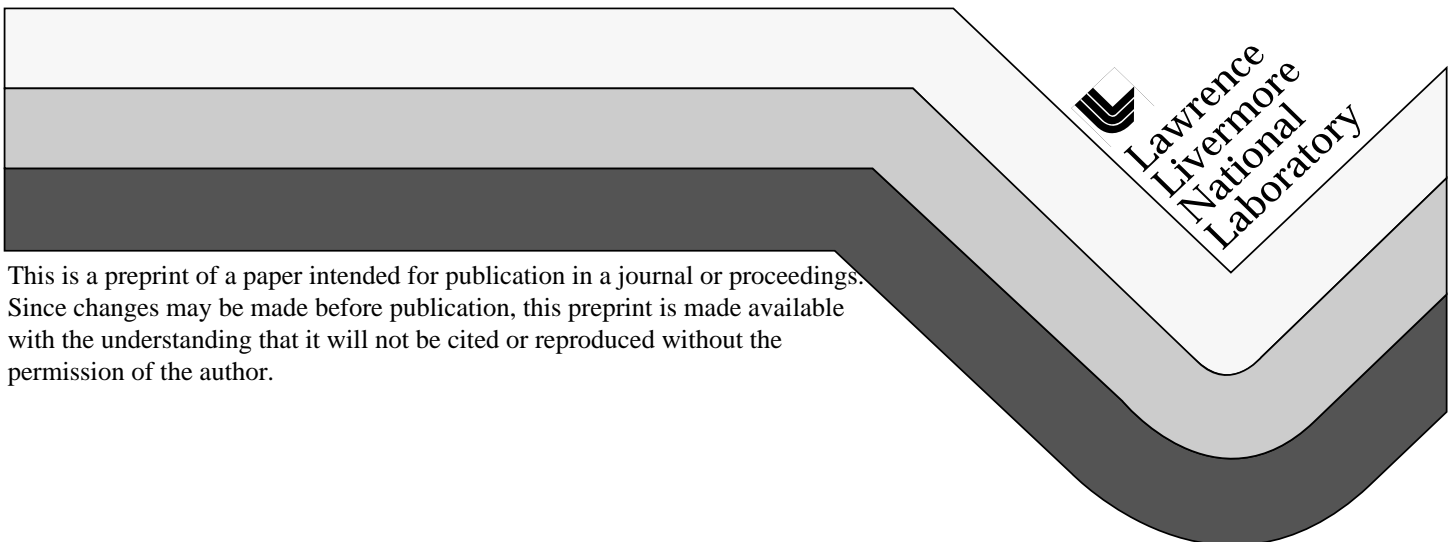 Lawrence
Livermore
National
Laboratory
This is a preprint of a paper intended for publication in a journal or proceedings.
Since changes may be made before publication, this preprint is made available
with the understanding that it will not be cited or reproduced without the
permission of the author.